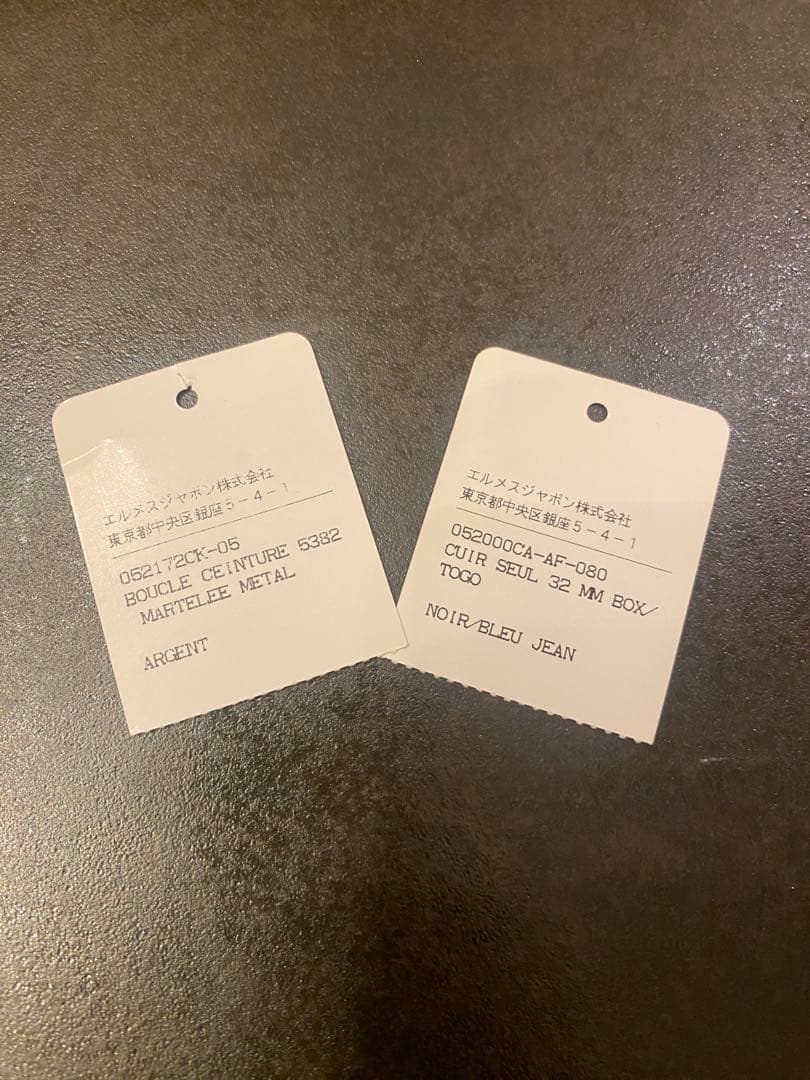 エルメスジャポン株式会社
東京都中央区銀座5-4-1
052172CK-05
BOUCLE CEINTURE 5382
MARTELEE METAL
ARGENT
エルメスジャポン株式会社
東京都中央区銀座5-4-1
052000CA-AF-080
CUIR SEUL 32 MM BOX/
TOGO
NOIR/BLEU JEAN